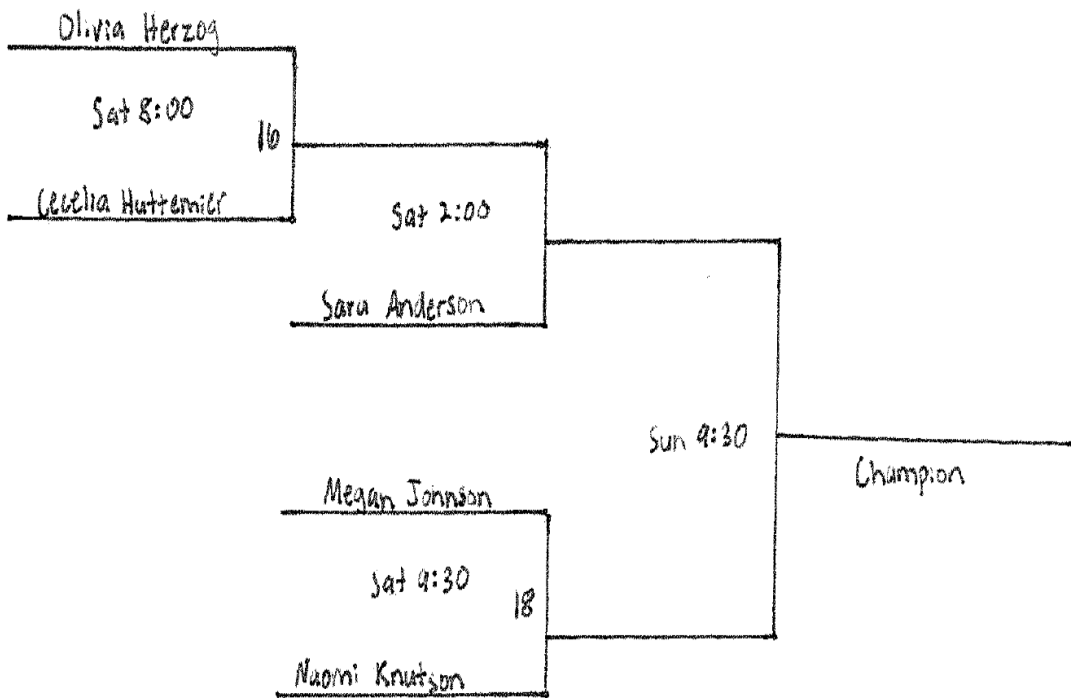 Olivia Herzog
Sat 8:00
16
Cecelia Huttemier
Sat 2:00
Sara Anderson
Sun 9:30
Champion
Megan Johnson
Sat 9:30
18
Naomi Knutson